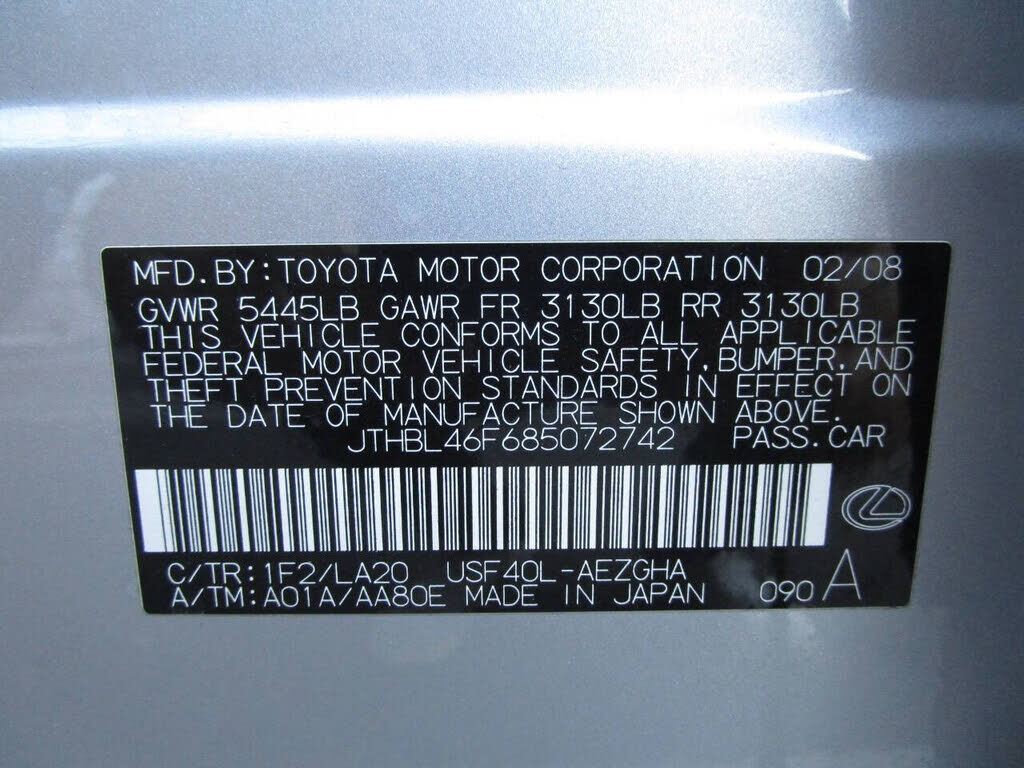 MFD.BY:TOYOTA MOTOR CORPORATION 02/08
GVWR 5445LB GAWR FR 3130LB RR 3130LB
THIS VEHICLE CONFORMS TO ALL APPLICABLE
FEDERAL MOTOR VEHICLE SAFETY,BUMPER,AND
THEFT PREVENTION STANDARDS IN EFFECT ON
THE DATE OF MANUFACTURE SHOWN ABOVE.
JTHBL46F685072742 PASS.CAR
C/TR:1F2/LA20 USF40L-AEZGHA
A/TM:A01A/AA80E MADE IN JAPAN 090 A